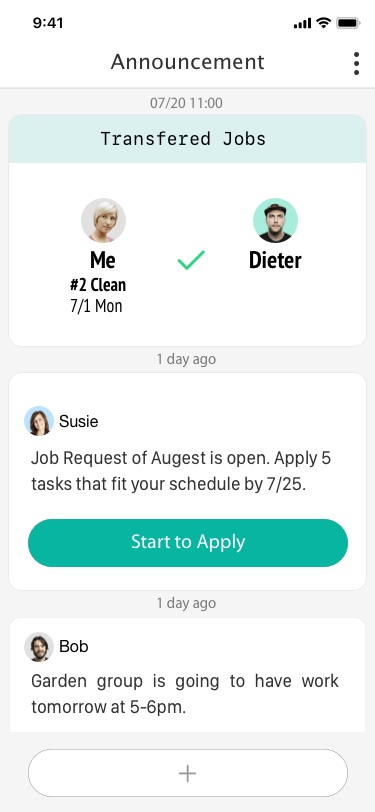 9:41
Announcement
07/20 11:00
Transfered Jobs
Me
Dieter
#2 Clean
7/1 Mon
1 day ago
Susie
Job Request of Augest is open. Apply 5
tasks that fit your schedule by 7/25.
Start to Apply
1 day ago
Bob
Garden group is going to have work
tomorrow at 5-6pm.
+